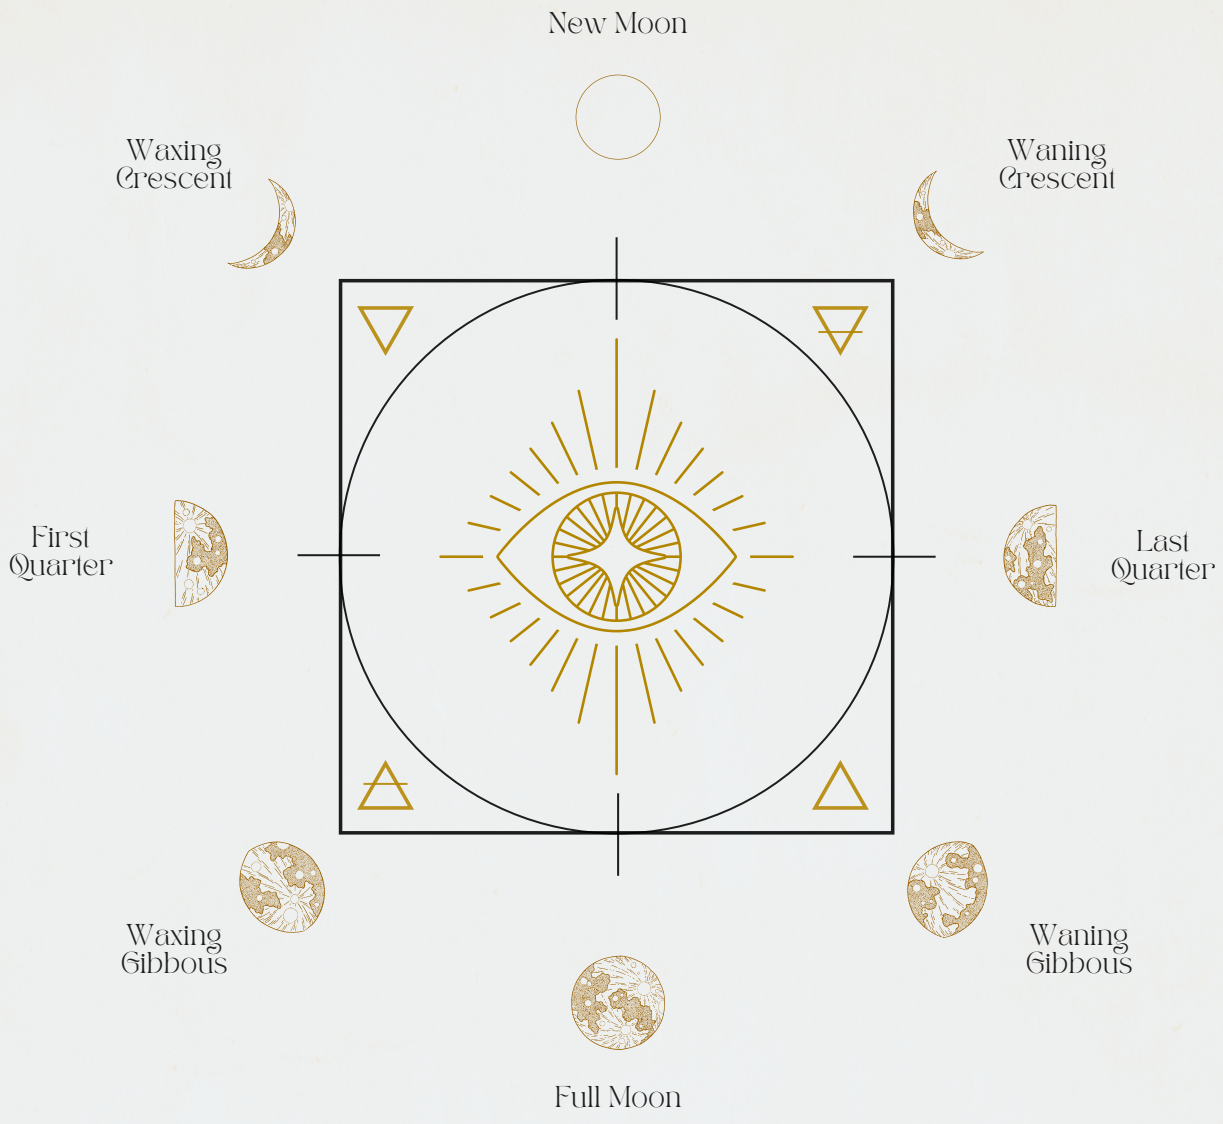 New Moon
Waxing
Crescent
Waning
Crescent
First
Quarter
Last
Quarter
Waxing
Gibbous
Waning
Gibbous
Full Moon